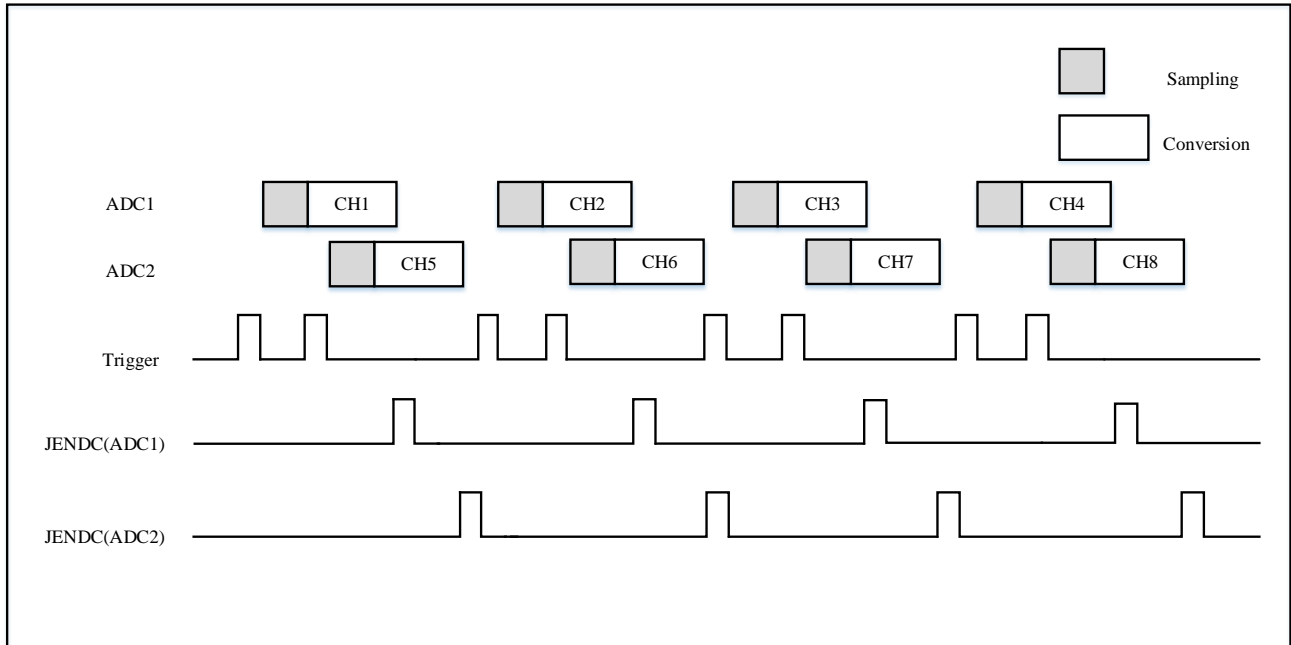 Sampling
Conversion
ADC1
CH1
CH2
CH3
CH4
ADC2
CH5
CH6
CH7
CH8
Trigger
JENDC(ADC1)
JENDC(ADC2)